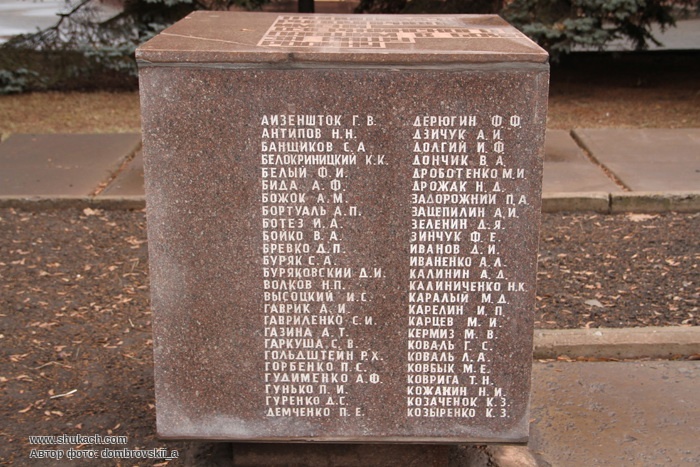 АИЗЕНШТОК Г. В.
АНТИПОВ Н. Н.
БАНЩИКОВ С. А
БЕЛОКРИНИЦКИЙ К. К.
БЕЛЫЙ Ф. И.
БИДА А. Ф.
БОЖОК А. М.
БОРТУАЛЬ А. П.
БОТЕЗ И. А.
БОЙКО В. А.
БРЕВКО Д. П.
БУРЯК С. А.
БУРЯКОВСКИЙ Д. И.
ВОЛКОВ Н. П.
ВЫСОЦКИЙ И. С.
ГАВРИК А. И.
ГАВРИЛЕНКО С. И.
ГАЗИНА А. Т.
ГАРКУША С. В.
ГОЛЬДШТЕЙН Р. Х.
ГОРБЕНКО П. С.
ГУДИМЕНКО А. Ф.
ГУНЬКО П. И.
ГУРЕНКО Д. С.
ДЕМЧЕНКО П. Е.
ДЕРЮГИН Ф. Ф.
ДЗИЧУК А. И.
ДОЛГИЙ И. Ф.
ДОНЧИК В. А.
ДРОБОТЕНКО М. И.
ДРОЖАК Н. Д.
ЗАДОРОЖНИЙ П. А.
ЗАЦЕПИЛИН А. И.
ЗЕЛЕНИН Д. Я.
ЗИНЧУК Ф. Е.
ИВАНОВ Д. И.
ИВАНЕНКО А. Л.
КАЛИНИН А. Д.
КАЛИНИЧЕНКО Н. К.
КАРАЛЫЙ М. Д.
КАРЕЛИН И. П.
КАРЦЕВ М. И.
КЕРМИЗ М. В.
КОВАЛЬ Г. С.
КОВАЛЬ Л. А.
КОВБЫК М. Е.
КОВРИГА Т. Н.
КОЖАКИН Н. И.
КОЗАЧЕНОК К. З.
КОЗЫРЕНКО К. З.
www.shukach.com
Автор фото: dombrovskii_a